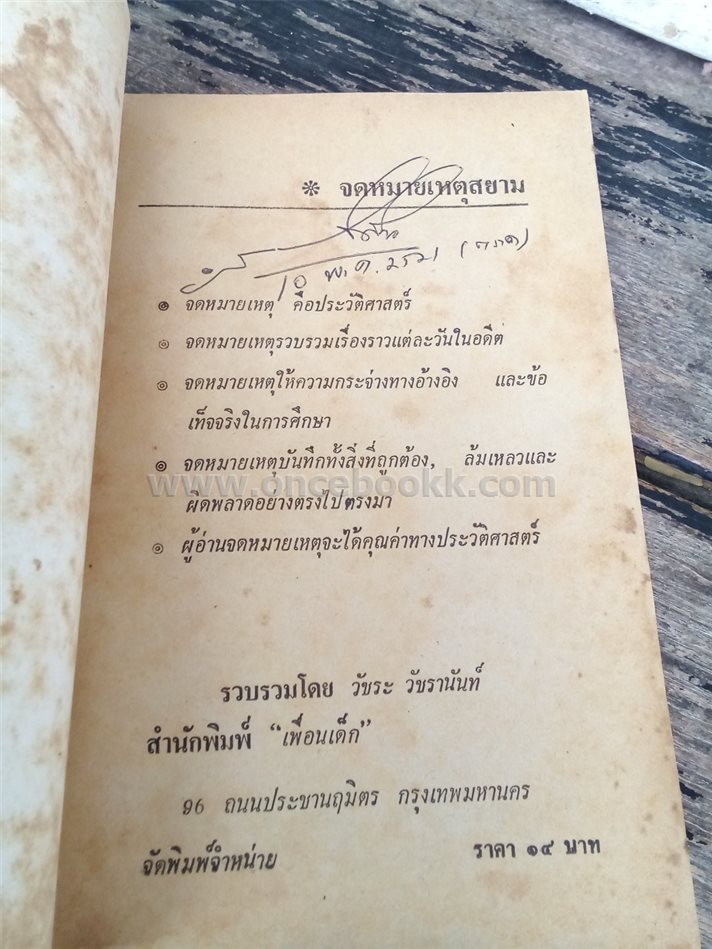 * จดหมายเหตุสยาม
๑ จดหมายเหตุ คือประวัติศาสตร์
๑ จดหมายเหตุรวบรวมเรื่องราวแต่ละวันในอดีต
๑ จดหมายเหตุให้ความกระจ่างทางอ้างอิง และข้อ
เท็จจริงในการศึกษา
๑ จดหมายเหตุบันทึกทั้งสิ่งที่ถูกต้อง, ล้มเหลวและ
www.oncebookk.com
ผิดพลาดอย่างตรงไปตรงมา
๑ ผู้อ่านจดหมายเหตุจะได้คุณค่าทางประวัติศาสตร์
รวบรวมโดย วัชระ วัชรานันท์
สำนักพิมพ์ “เพื่อนเด็ก”
96 ถนนประชานฤมิตร กรุงเทพมหานคร
จัดพิมพ์จำหน่าย ราคา ๑๔ บาท